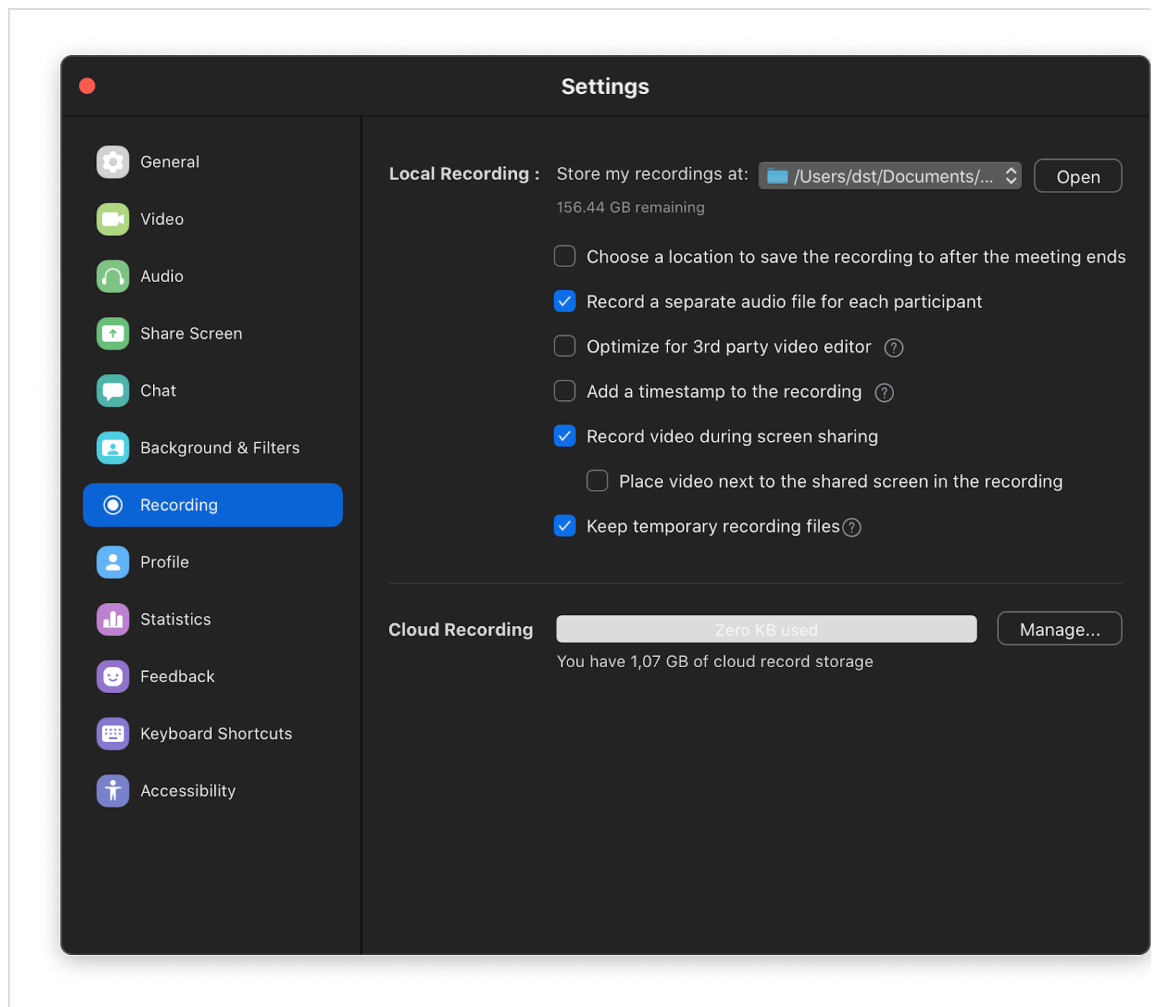 Settings
General
Video
Audio
Share Screen
Chat
Background & Filters
Recording
Profile
Statistics
Feedback
Keyboard Shortcuts
Accessibility
Local Recording : Store my recordings at: /Users/dst/Documents/... Open
156.44 GB remaining
Choose a location to save the recording to after the meeting ends
Record a separate audio file for each participant
Optimize for 3rd party video editor ?
Add a timestamp to the recording ?
Record video during screen sharing
Place video next to the shared screen in the recording
Keep temporary recording files ?
Cloud Recording Zero KB used Manage...
You have 1,07 GB of cloud record storage